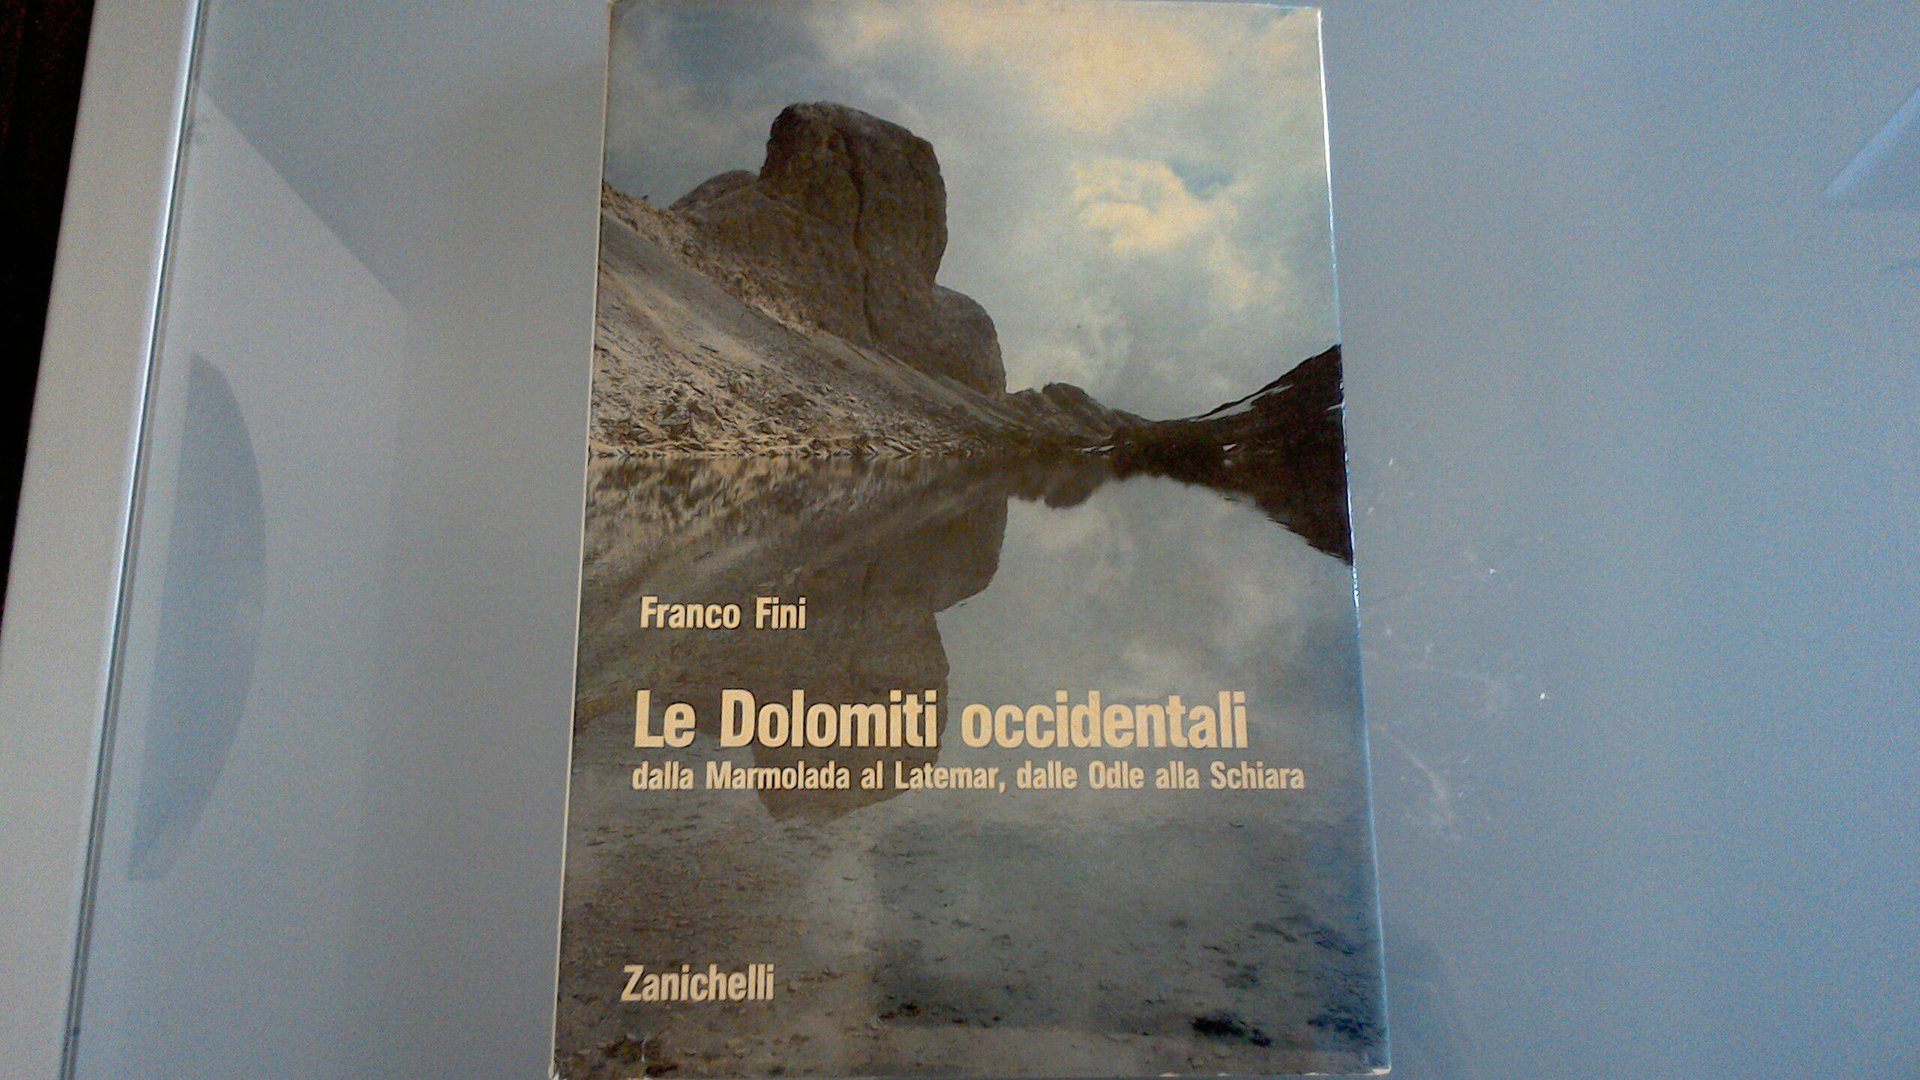 Franco Fini
Le Dolomiti occidentali
dalla Marmolada al Latemar, dalle Odle alla Schiara
Zanichelli